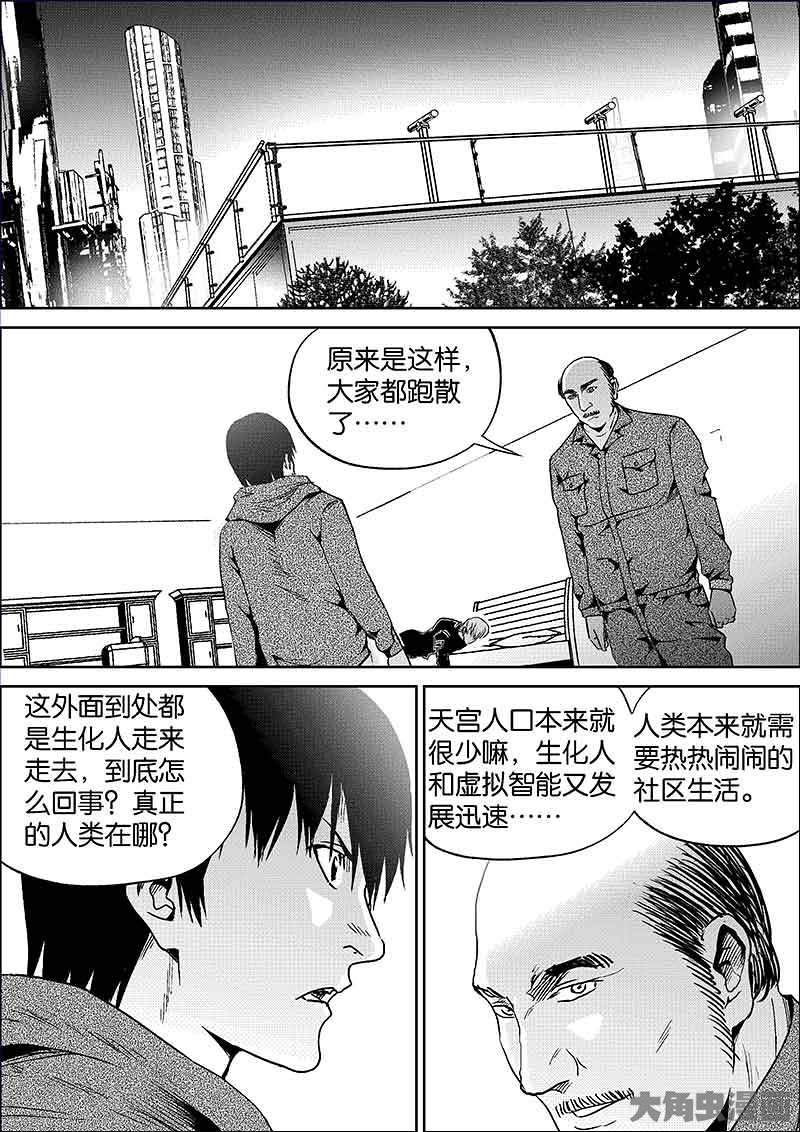 原来是这样，
大家都跑散
了……
这外面到处都
是生化人走来
走去，到底怎
么回事？真正
的人类在哪？
天宫人口本来就
很少嘛，生化人
和虚拟智能又发
展迅速……
人类本来就需
要热热闹闹的
社区生活。
大角虫漫画